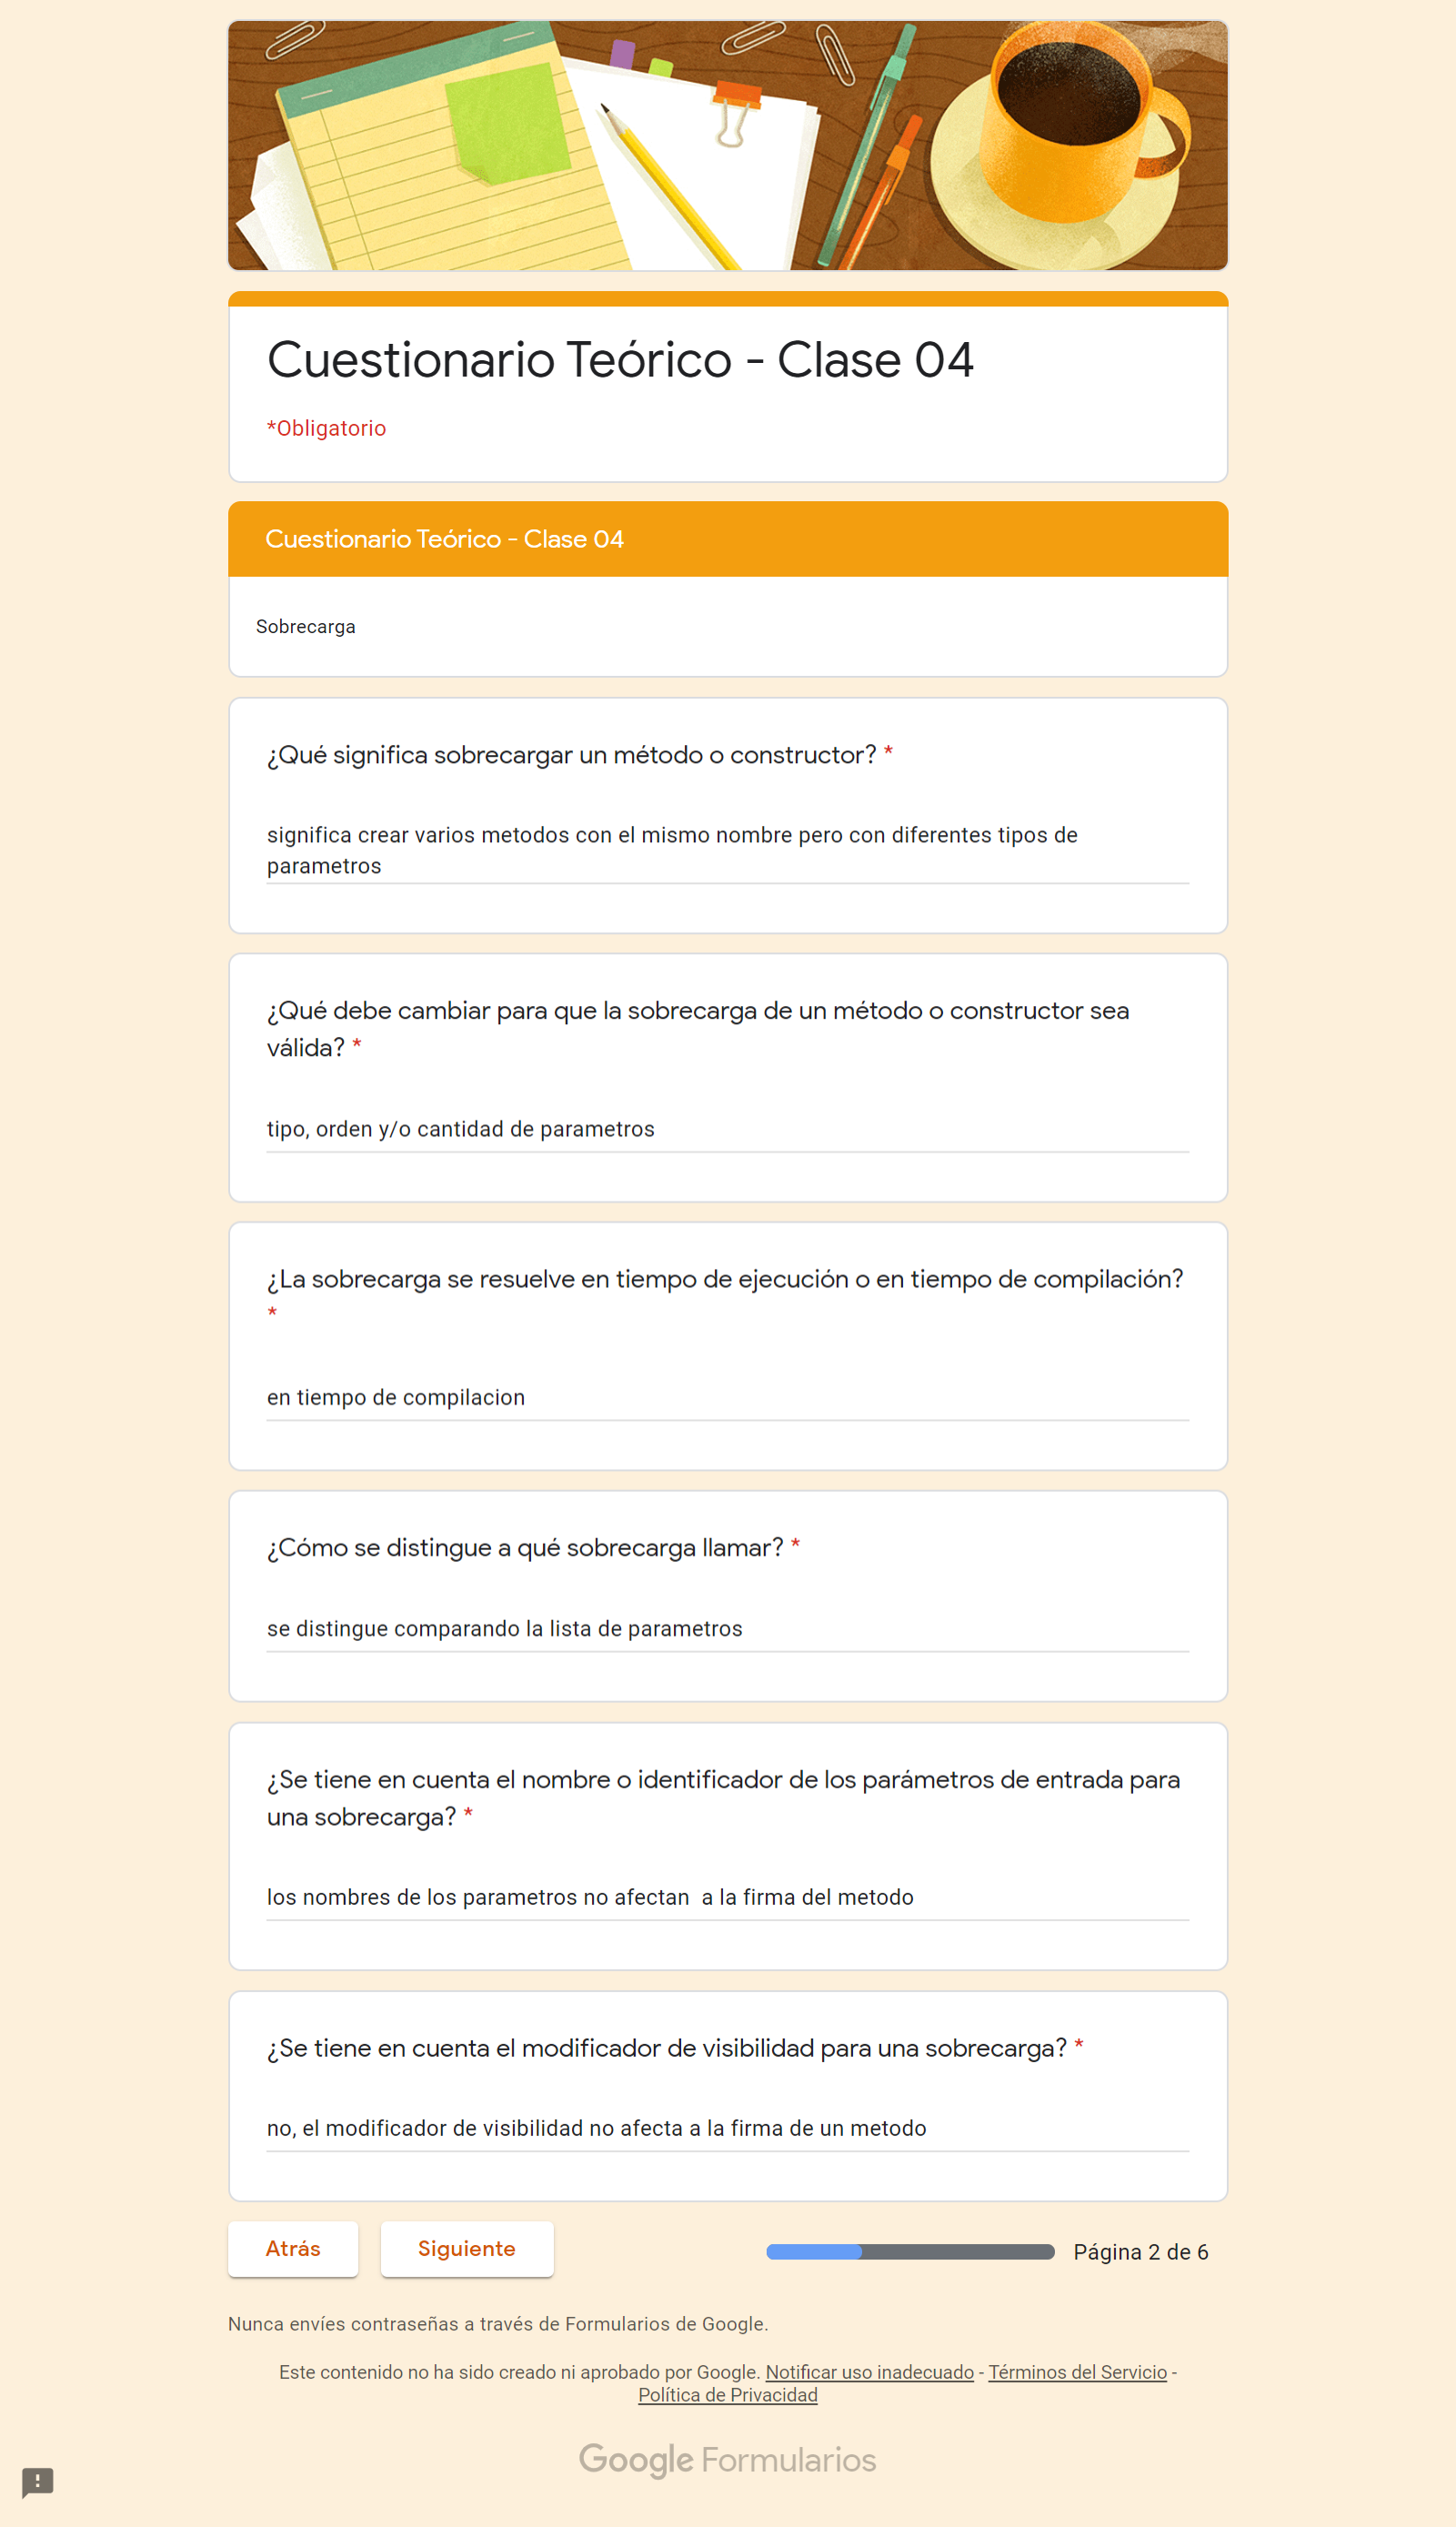 Cuestionario Teórico - Clase 04
*Obligatorio
Cuestionario Teórico - Clase 04
Sobrecarga
¿Qué significa sobrecargar un método o constructor? *
significa crear varios metodos con el mismo nombre pero con diferentes tipos de
parametros
¿Qué debe cambiar para que la sobrecarga de un método o constructor sea
válida? *
tipo, orden y/o cantidad de parametros
¿La sobrecarga se resuelve en tiempo de ejecución o en tiempo de compilación?
*
en tiempo de compilacion
¿Cómo se distingue a qué sobrecarga llamar? *
se distingue comparando la lista de parametros
¿Se tiene en cuenta el nombre o identificador de los parámetros de entrada para
una sobrecarga? *
los nombres de los parametros no afectan  a la firma del metodo
¿Se tiene en cuenta el modificador de visibilidad para una sobrecarga? *
no, el modificador de visibilidad no afecta a la firma de un metodo
Atrás Siguiente Página 2 de 6
Nunca envíes contraseñas a través de Formularios de Google.
Este contenido no ha sido creado ni aprobado por Google. Notificar uso inadecuado - Términos del Servicio -
Política de Privacidad
Google Formularios